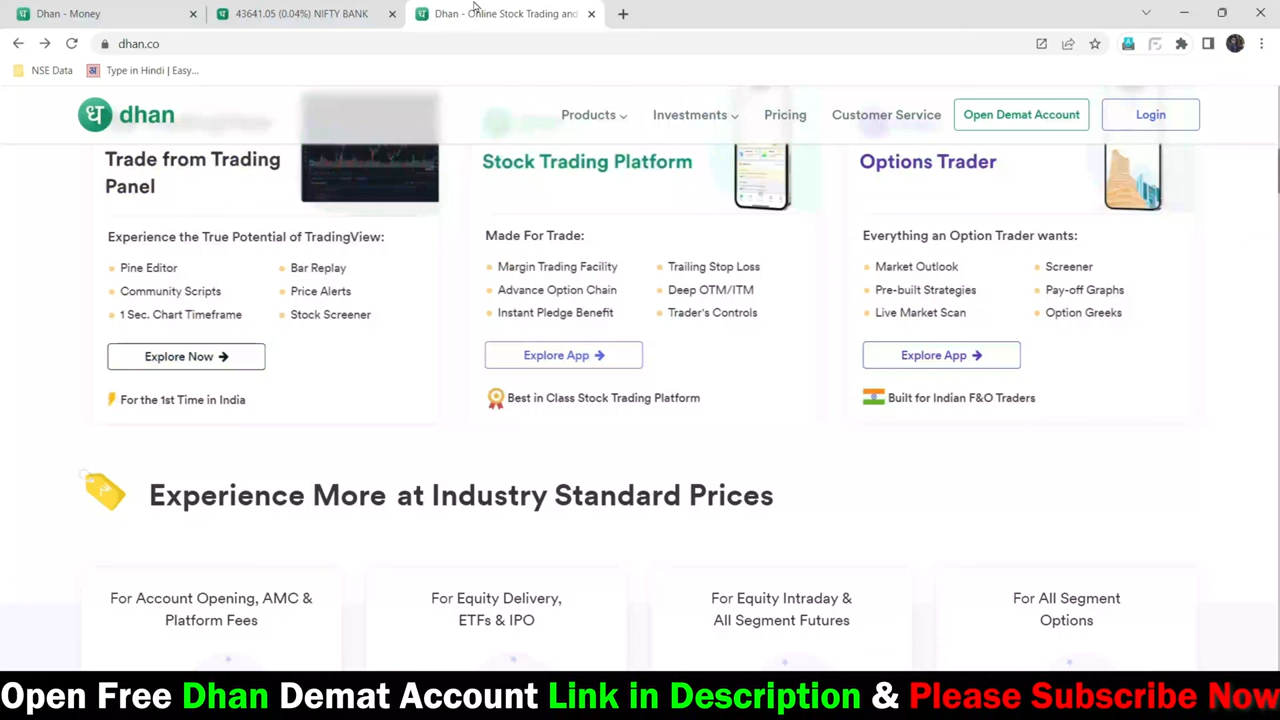 Dhan - Money
43641.05 (0.04%) NIFTY BANK
Dhan - Online Stock Trading and
dhan.co
NSE Data
Type in Hindi | Easy...
ध dhan
Products
Investments
Pricing
Customer Service
Open Demat Account
Login
Trade from Trading
Panel
Experience the True Potential of TradingView:
Pine Editor
Bar Replay
Community Scripts
Price Alerts
1 Sec. Chart Timeframe
Stock Screener
Explore Now →
For the 1st Time in India
Stock Trading Platform
Made For Trade:
Margin Trading Facility
Trailing Stop Loss
Advance Option Chain
Deep OTM/ITM
Instant Pledge Benefit
Trader's Controls
Explore App →
Best in Class Stock Trading Platform
Options Trader
Everything an Option Trader wants:
Market Outlook
Screener
Pre-built Strategies
Pay-off Graphs
Live Market Scan
Option Greeks
Explore App →
Built for Indian F&O Traders
Experience More at Industry Standard Prices
For Account Opening, AMC &
Platform Fees
For Equity Delivery,
ETFs & IPO
For Equity Intraday &
All Segment Futures
For All Segment
Options
Open Free Dhan Demat Account Link in Description & Please Subscribe Now